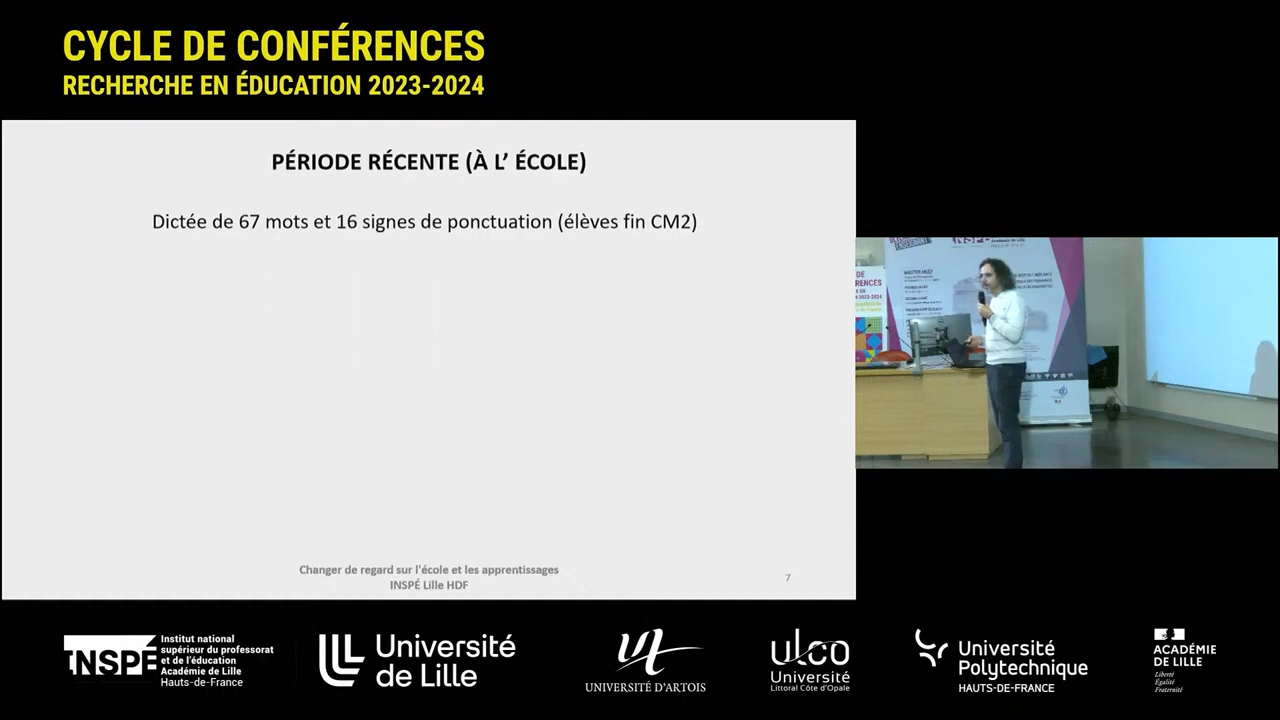 CYCLE DE CONFÉRENCES
RECHERCHE EN ÉDUCATION 2023-2024
PÉRIODE RÉCENTE (À L’ ÉCOLE)
Dictée de 67 mots et 16 signes de ponctuation (élèves fin CM2)
Changer de regard sur l'école et les apprentissages
INSPÉ Lille HDF
7
INSPÉ
Institut national
supérieur du professorat
et de l'éducation
Académie de Lille
Hauts-de-France
Université
de Lille
UNIVERSITÉ D'ARTOIS
ulco
Université
Littoral Côte d'Opale
Université
Polytechnique
HAUTS-DE-FRANCE
ACADÉMIE
DE LILLE
Liberté
Égalité
Fraternité